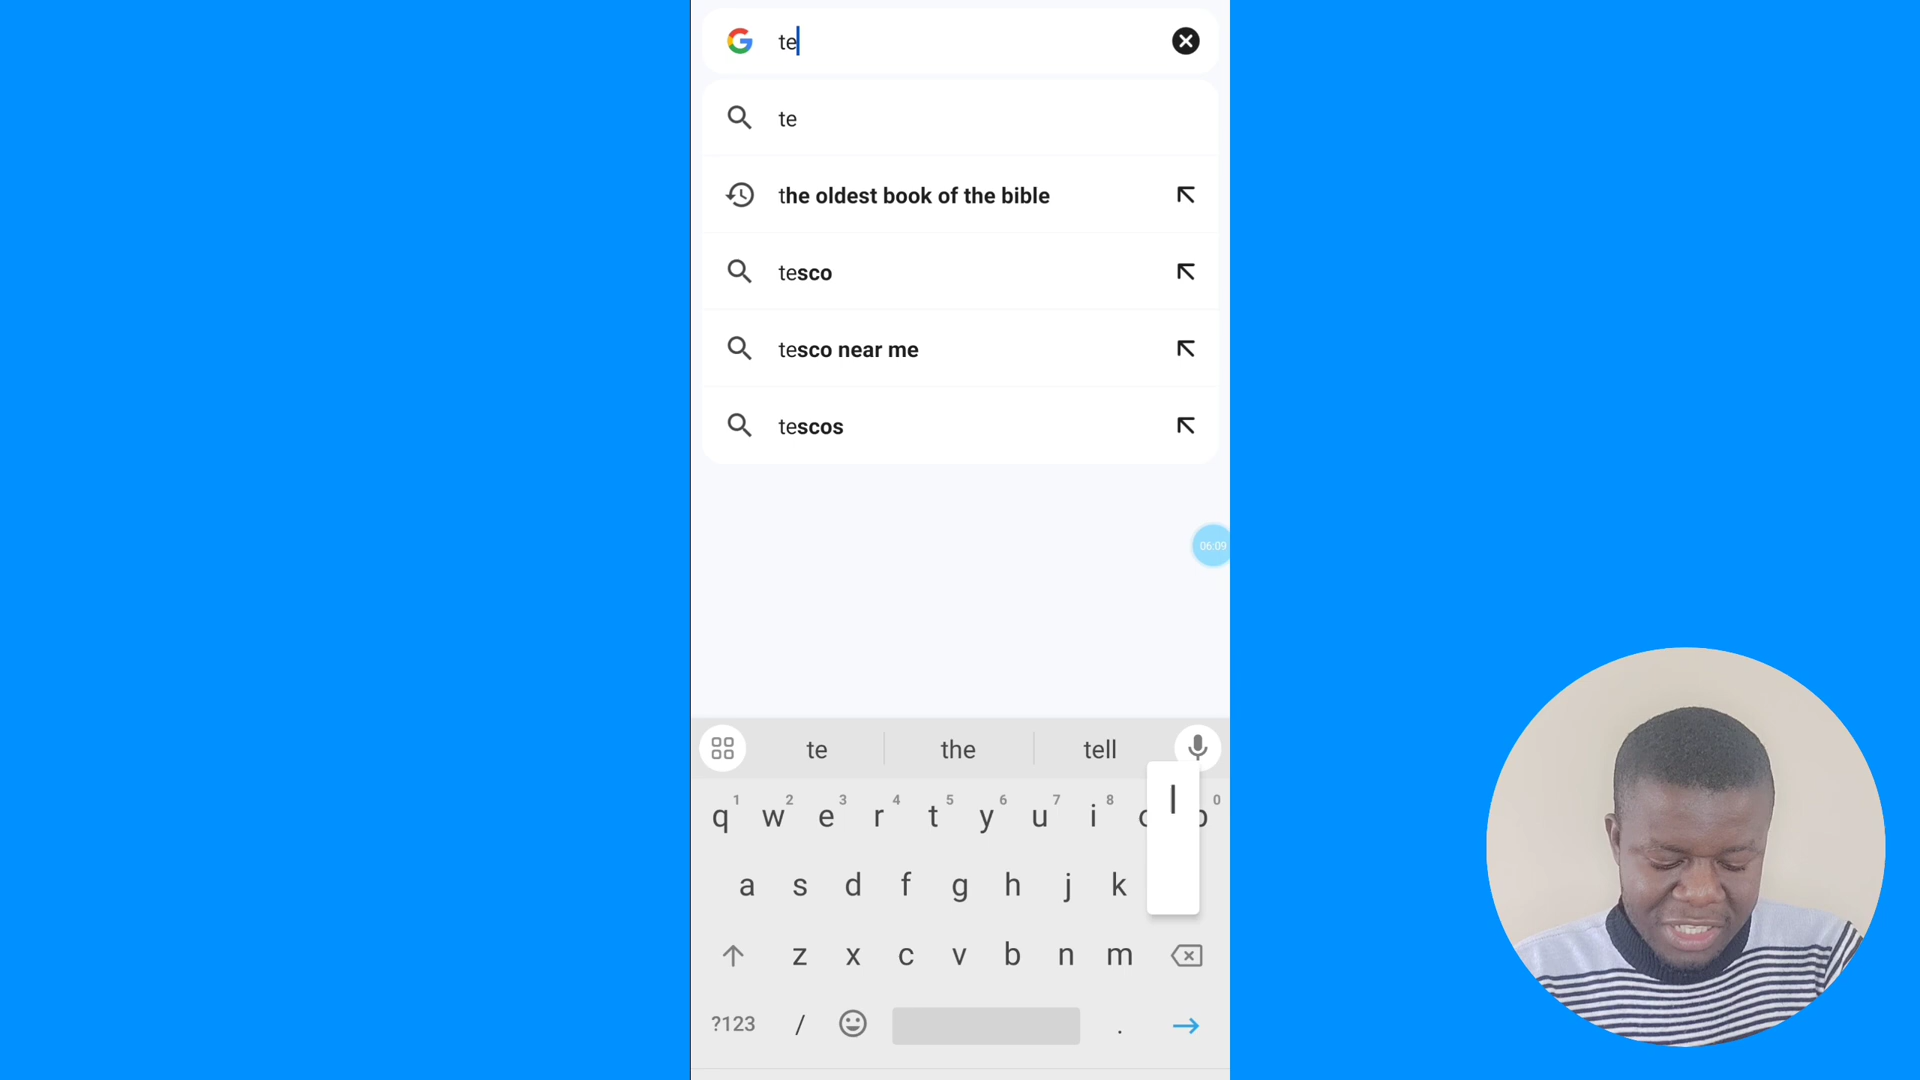 te
te
the oldest book of the bible
tesco
tesco near me
tescos
06:09
te the tell
1 2 3 4 5 6 7 8 0
q w e r t y u i
l
a s d f g h j k
z x c v b n m
?123 / .